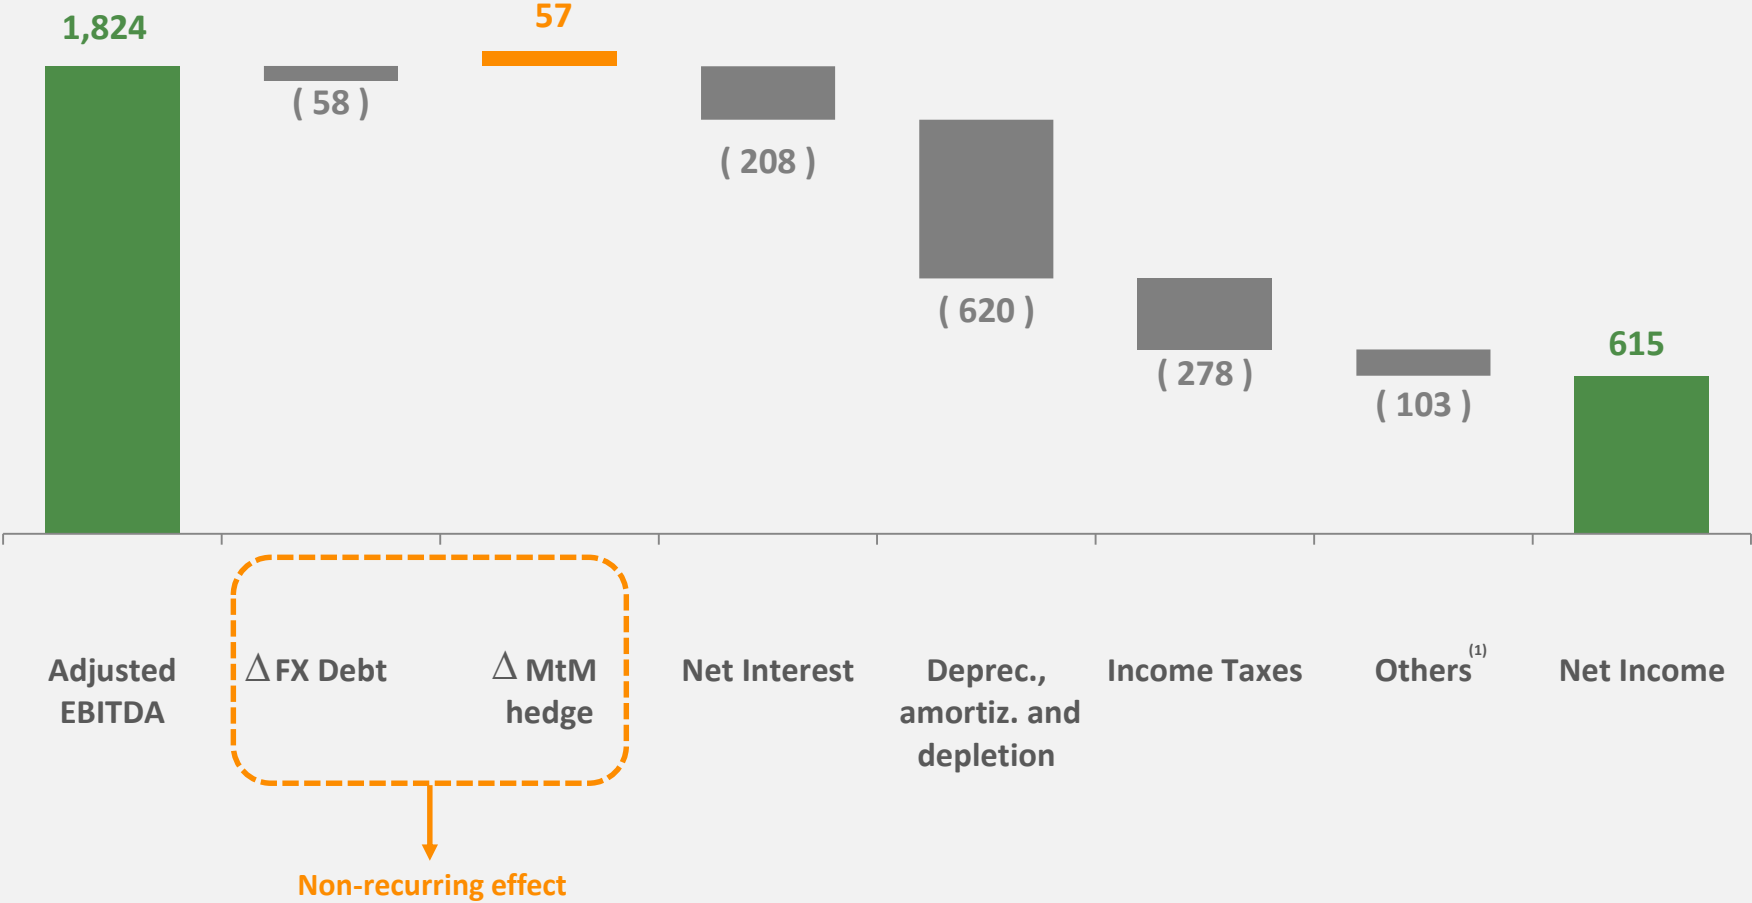 1,824
( 58 )
57
( 208 )
( 620 )
( 278 )
( 103 )
615
Adjusted
EBITDA
Δ FX Debt
Δ MtM
hedge
Net Interest
Deprec.,
amortiz. and
depletion
Income Taxes
Others(1)
Net Income
Non-recurring effect